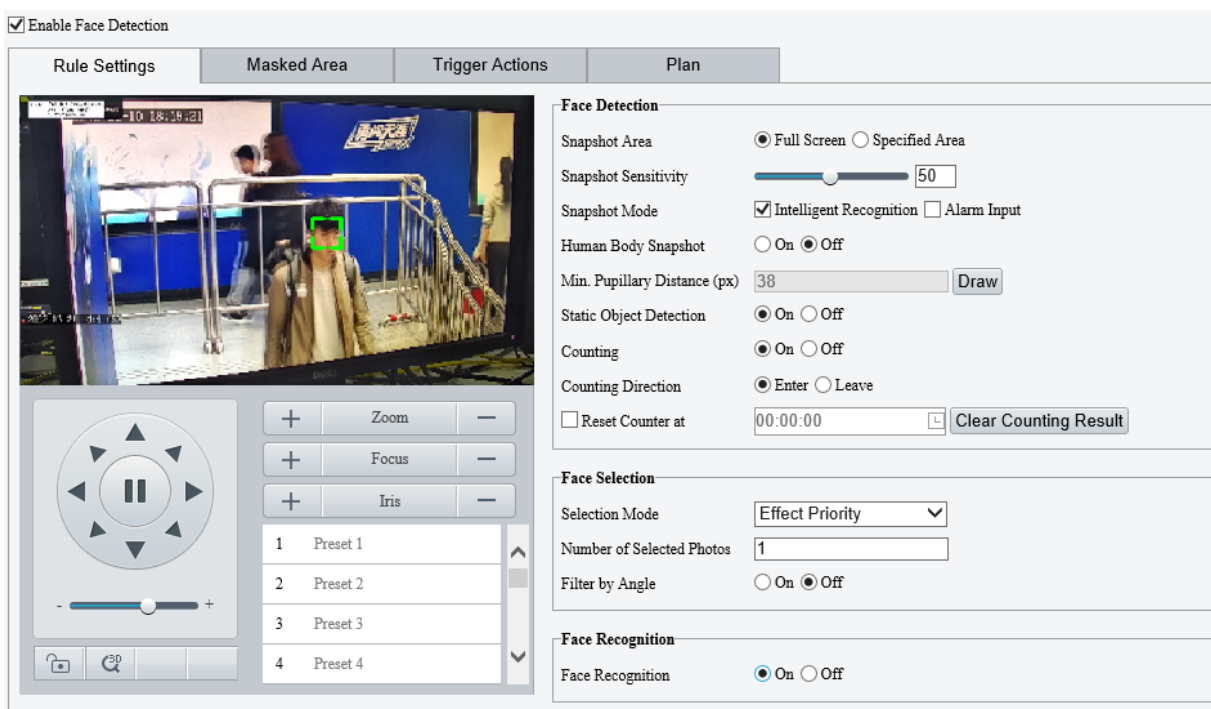 Enable Face Detection
Rule Settings
Masked Area
Trigger Actions
Plan
-10 18:19:21
Zoom
Focus
Iris
1 Preset 1
2 Preset 2
3 Preset 3
4 Preset 4
- +
3D
Face Detection
Snapshot Area Full Screen Specified Area
Snapshot Sensitivity 50
Snapshot Mode Intelligent Recognition Alarm Input
Human Body Snapshot On Off
Min. Pupillary Distance (px) 38 Draw
Static Object Detection On Off
Counting On Off
Counting Direction Enter Leave
Reset Counter at 00:00:00 Clear Counting Result
Face Selection
Selection Mode Effect Priority
Number of Selected Photos 1
Filter by Angle On Off
Face Recognition
Face Recognition On Off